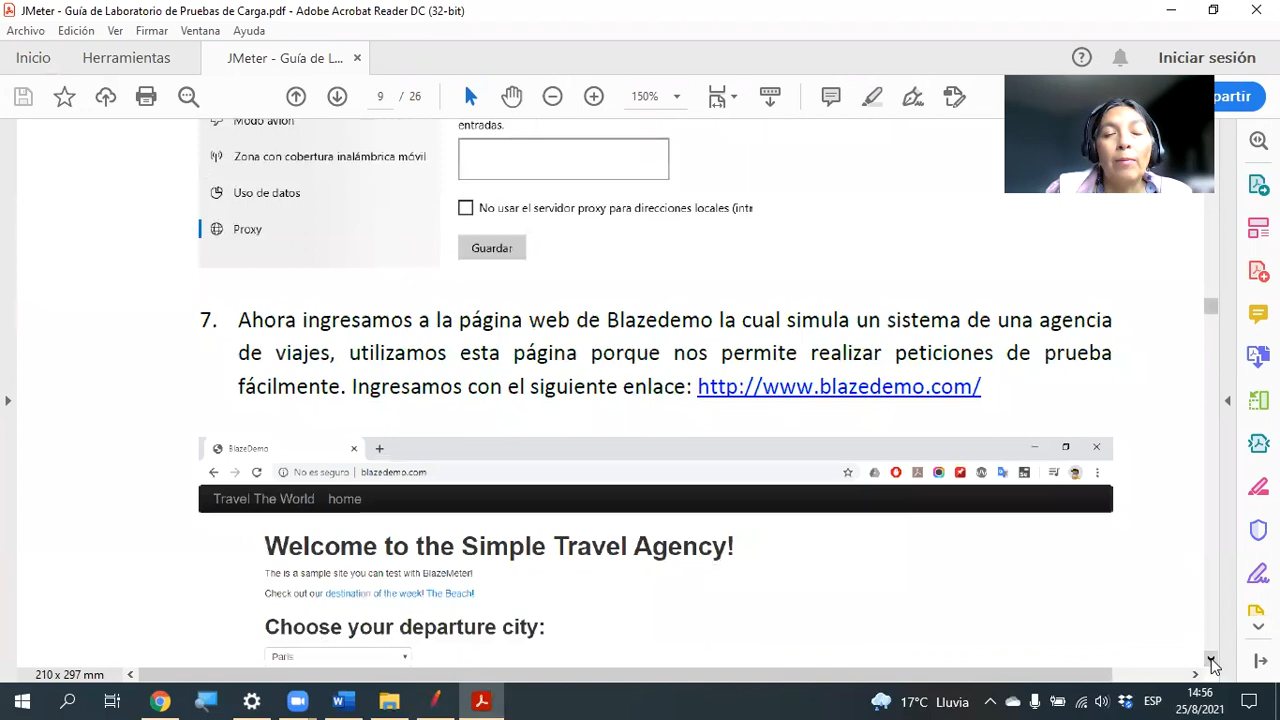 JMeter - Guía de Laboratorio de Pruebas de Carga.pdf - Adobe Acrobat Reader DC (32-bit)
Archivo Edición Ver Firmar Ventana Ayuda
Inicio Herramientas JMeter - Guía de L... Iniciar sesión
9 / 26 150% partir
Modo avión
entradas.
Zona con cobertura inalámbrica móvil
Uso de datos
No usar el servidor proxy para direcciones locales (intr
Proxy
Guardar
7. Ahora ingresamos a la página web de Blazedemo la cual simula un sistema de una agencia
de viajes, utilizamos esta página porque nos permite realizar peticiones de prueba
fácilmente. Ingresamos con el siguiente enlace: http://www.blazedemo.com/
BlazeDemo
No es seguro blazedemo.com
Travel The World home
Welcome to the Simple Travel Agency!
The is a sample site you can test with BlazeMeter!
Check out our destination of the week! The Beach!
Choose your departure city:
Paris
210 x 297 mm
17°C Lluvia ESP 14:56
25/8/2021